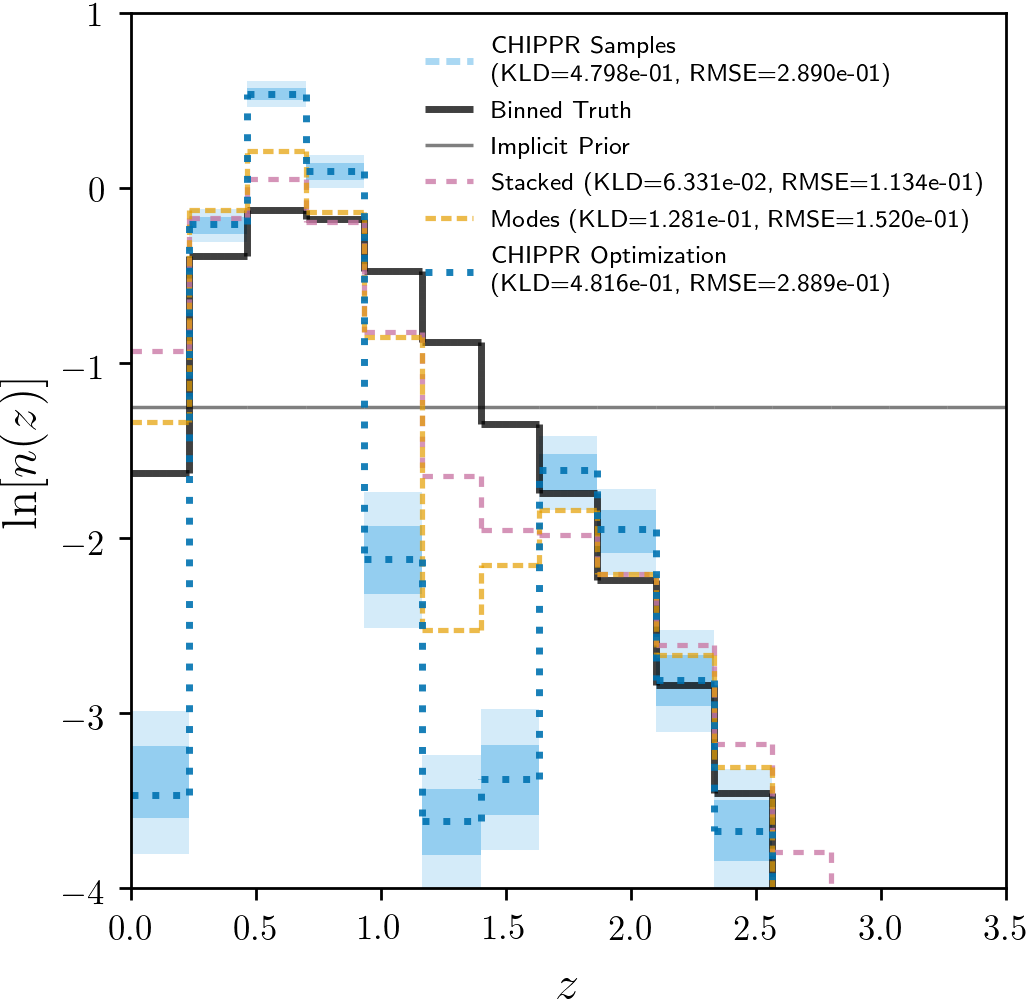 1
0
−1
−2
−3
−4
ln[n(z)]
CHIPPR Samples
(KLD=4.798e-01, RMSE=2.890e-01)
Binned Truth
Implicit Prior
Stacked (KLD=6.331e-02, RMSE=1.134e-01)
Modes (KLD=1.281e-01, RMSE=1.520e-01)
CHIPPR Optimization
(KLD=4.816e-01, RMSE=2.889e-01)
0.0 0.5 1.0 1.5 2.0 2.5 3.0 3.5
z